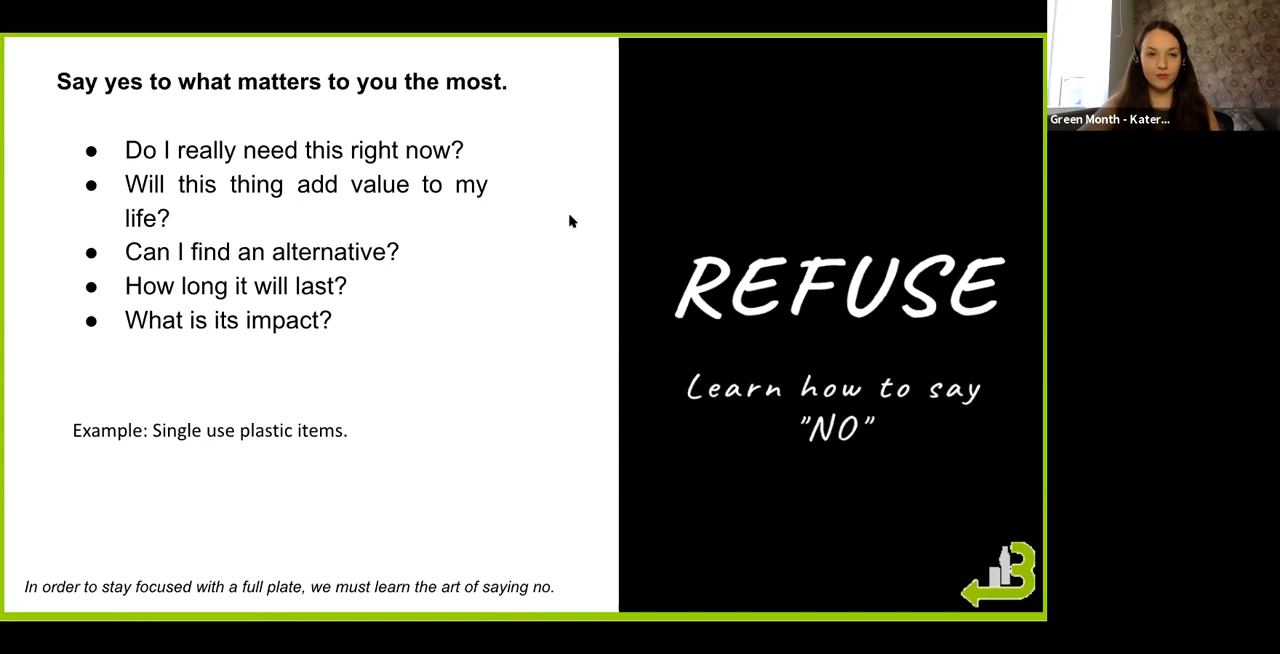 Say yes to what matters to you the most.
● Do I really need this right now?
● Will this thing add value to my
life?
● Can I find an alternative?
● How long it will last?
● What is its impact?
Example: Single use plastic items.
In order to stay focused with a full plate, we must learn the art of saying no.
REFUSE
Learn how to say
"NO"
Green Month - Kater...